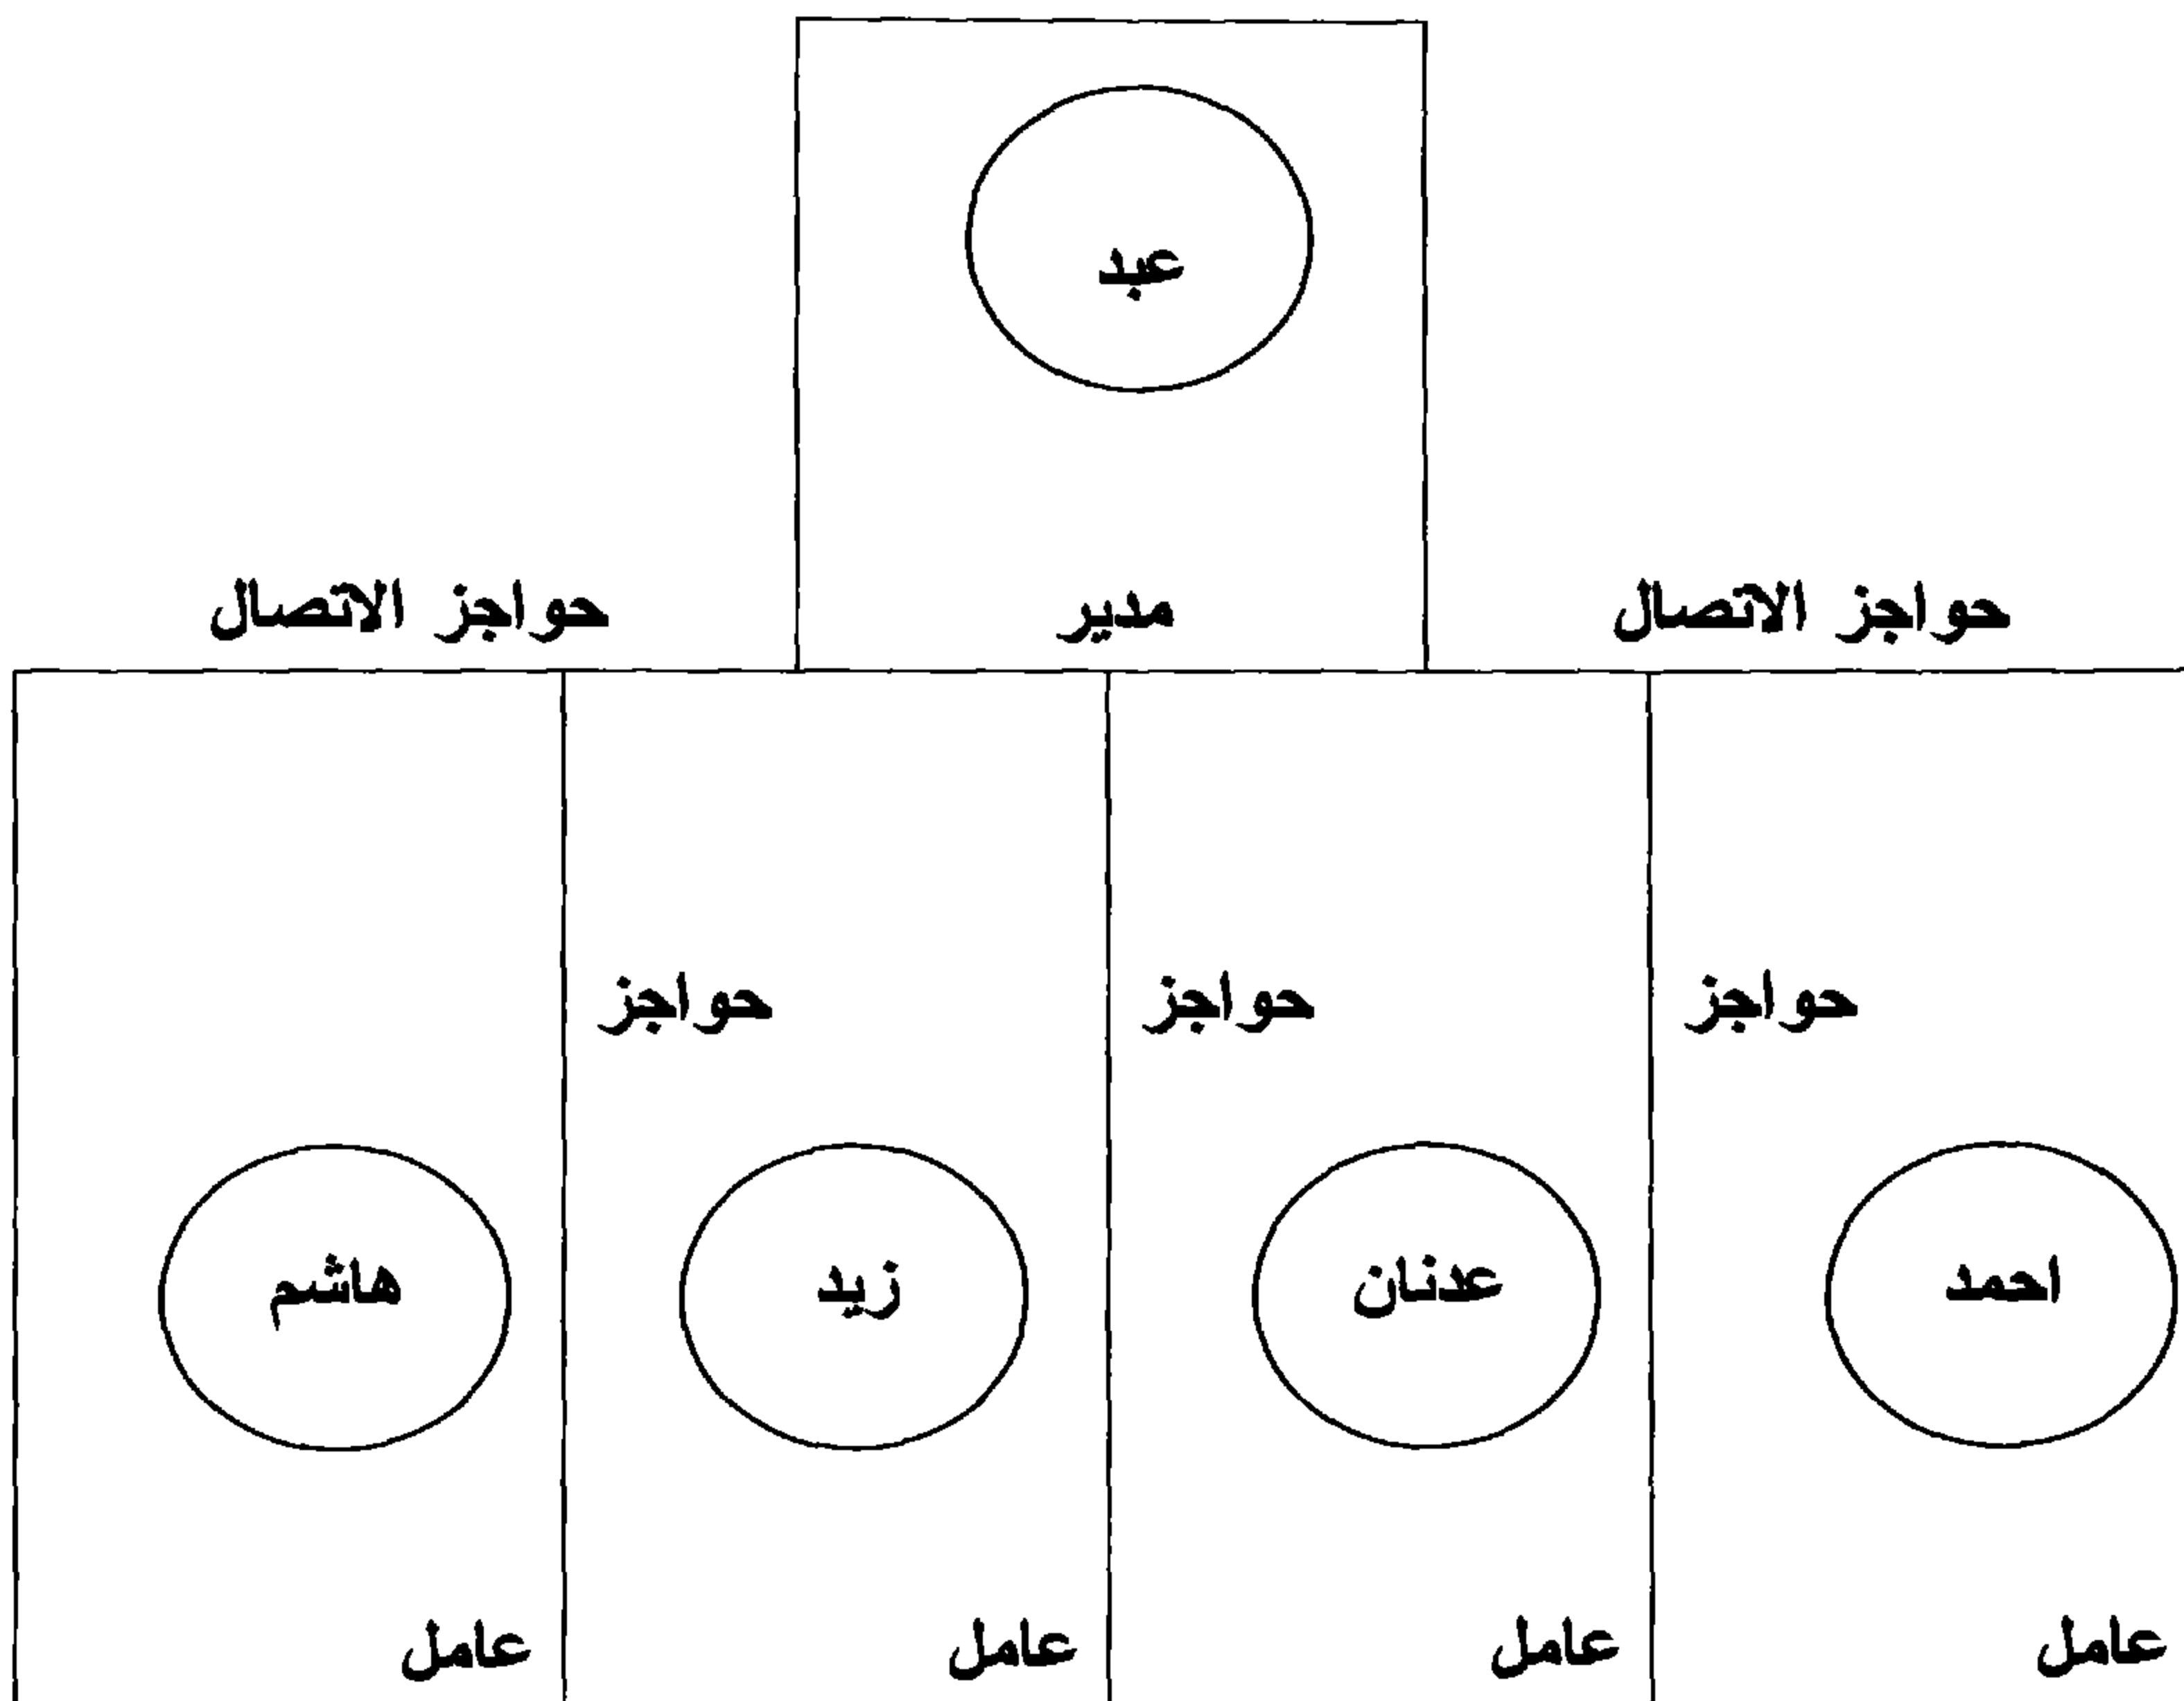 عبد
حواجز الاتصال
مدير
حواجز الاتصال
حواجز
حواجز
حواجز
احمد
عدنان
زيد
هاشم
عامل
عامل
عامل
عامل